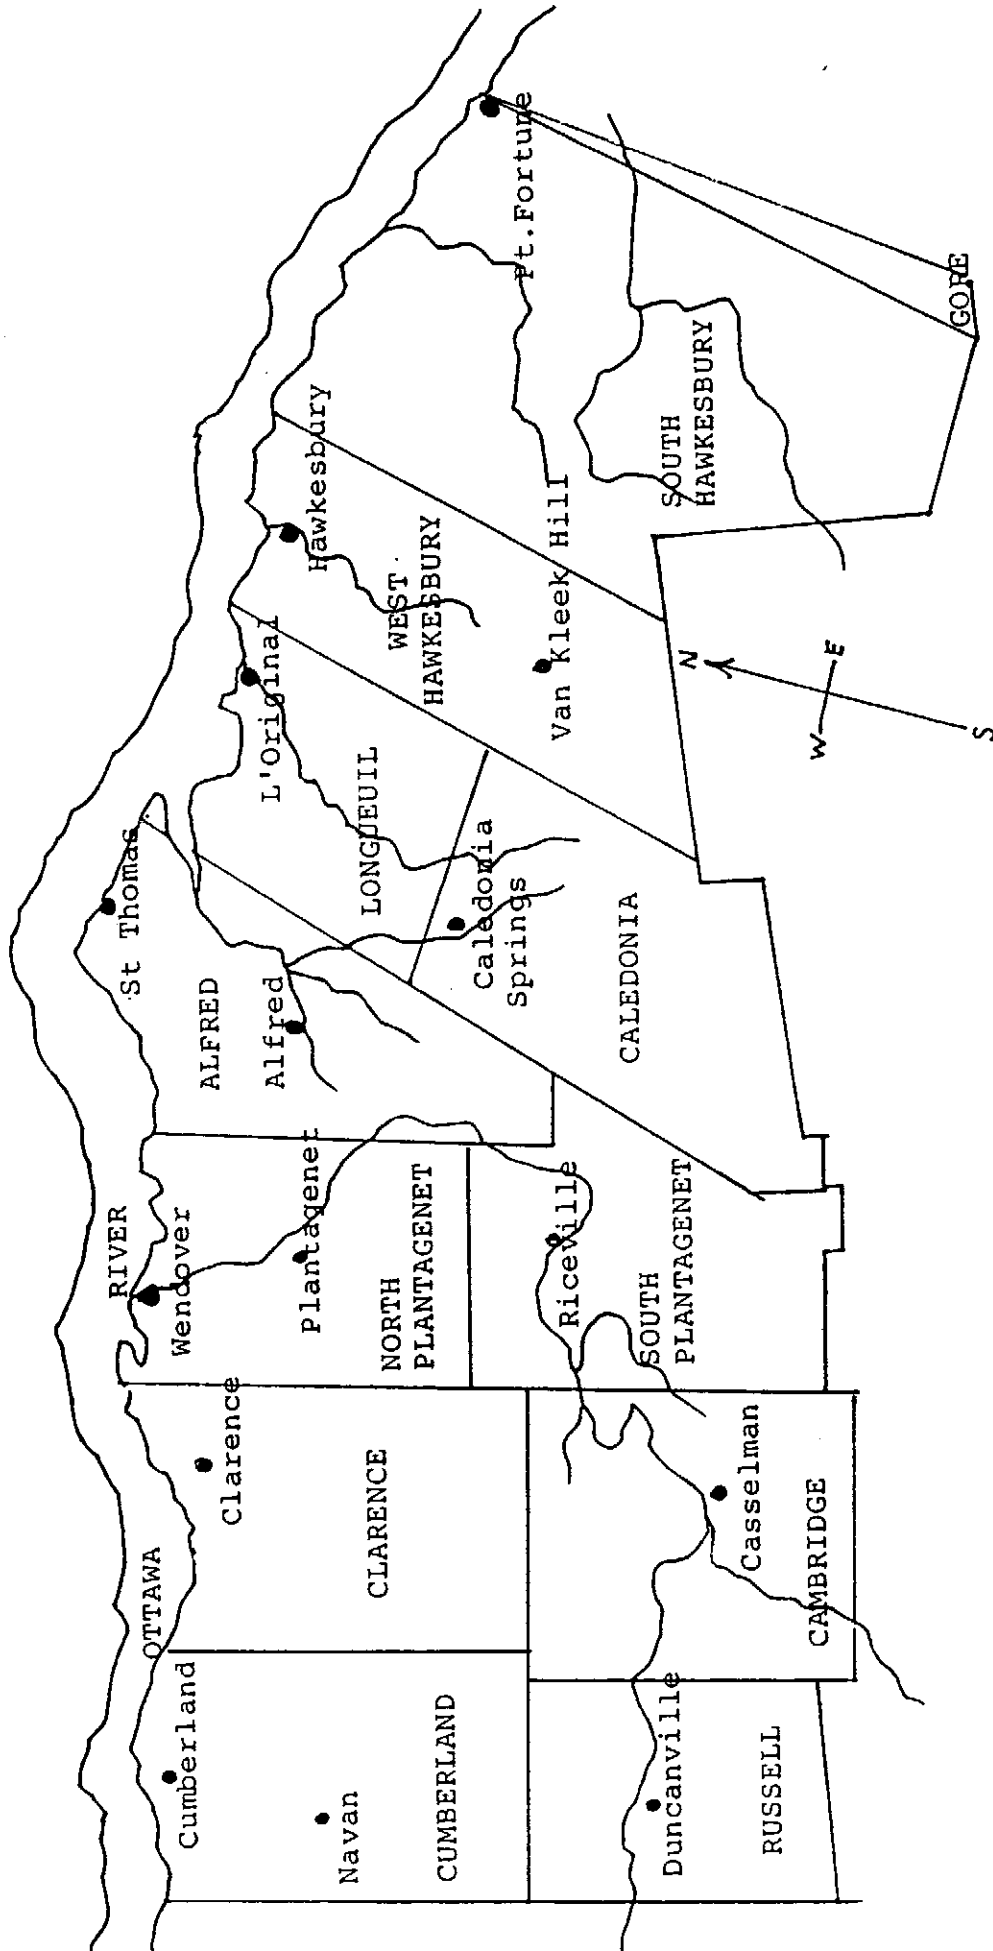 OTTAWA
RIVER
Cumberland
Navan
CUMBERLAND
Clarence
CLARENCE
Wendover
Plantagenet
NORTH
PLANTAGENET
St Thomas
ALFRED
Alfred
L'Original
LONGUEUIL
Hawkesbury
WEST
HAWKESBURY
Pt.Fortune
Van Kleek Hill
Caledonia
Springs
CALEDONIA
SOUTH
HAWKESBURY
GORE
Riceville
SOUTH
PLANTAGENET
Casselman
CAMBRIDGE
Duncanville
RUSSELL
N
W
E
S